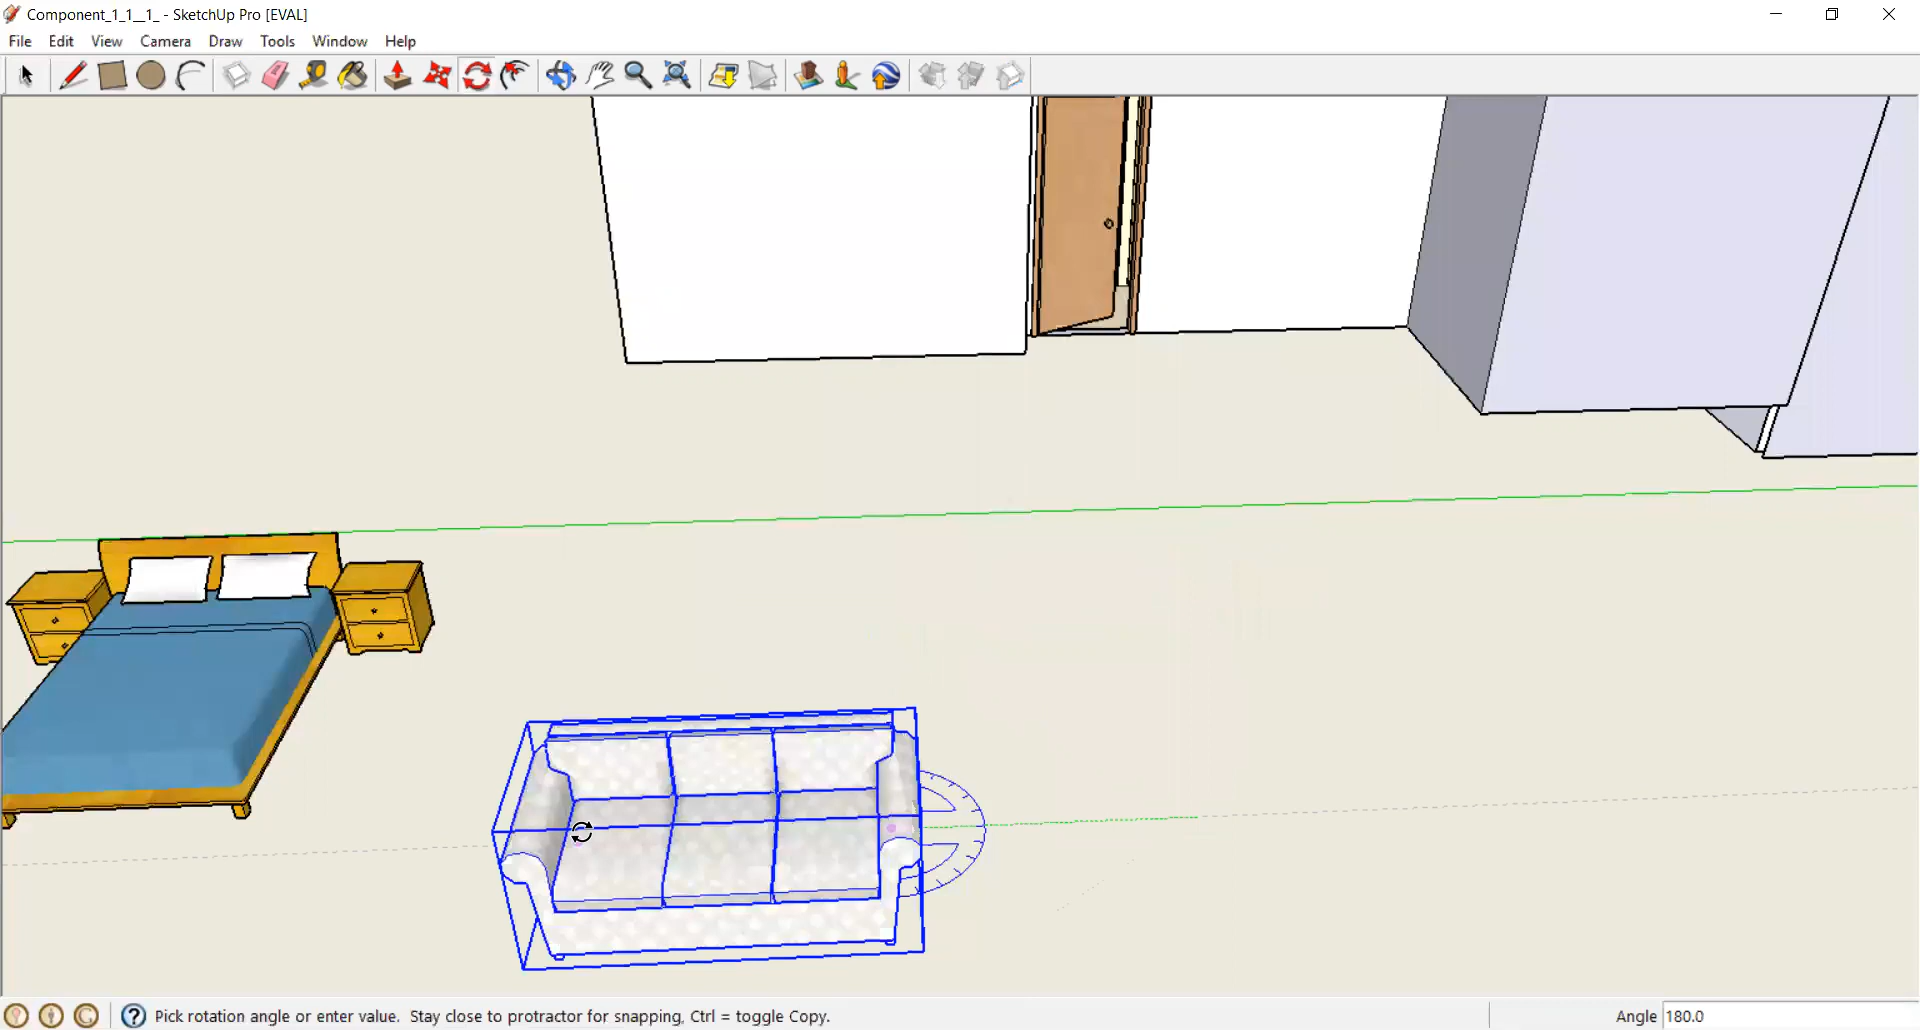 Component_1_1__1_ - SketchUp Pro [EVAL]
File Edit View Camera Draw Tools Window Help
Pick rotation angle or enter value. Stay close to protractor for snapping, Ctrl = toggle Copy.
Angle 180.0